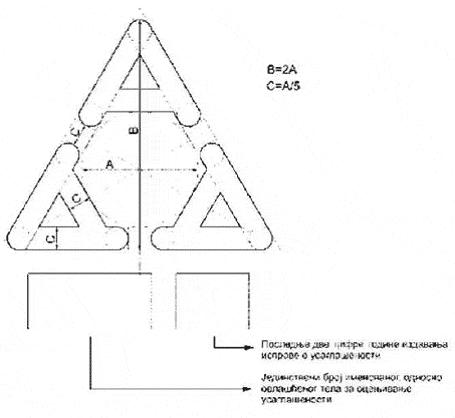 B=2A
C=A/5
C
B
A
C
C
Последње две цифре године издавања
исправе о усаглашености
Јединствени број именованог, односно
овлашћеног тела за оцењивање
усаглашености